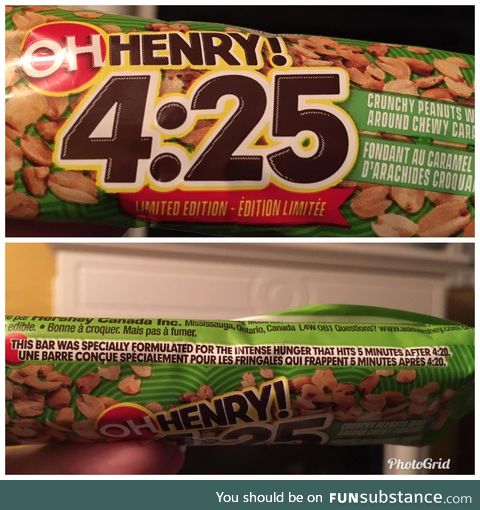 OH HENRY!
4:25
CRUNCHY PEANUTS
AROUND CHEWY
FONDANT AU CARAMEL
D'ARACHIDES
LIMITED EDITION - ÉDITION LIMITÉE
par Hershey Canada Inc. Mississauga, Ontario, Canada L4W 0B1 Questions?
edible. • Bonne à croquer. Mais pas à fumer.
THIS BAR WAS SPECIALLY FORMULATED FOR THE INTENSE HUNGER THAT HITS 5 MINUTES AFTER 4:20.
UNE BARRE CONÇUE SPÉCIALEMENT POUR LES FRINGALES QUI FRAPPENT 5 MINUTES APRÈS 4:20.
OH HENRY!
4:25
PhotoGrid
You should be on FUNsubstance.com